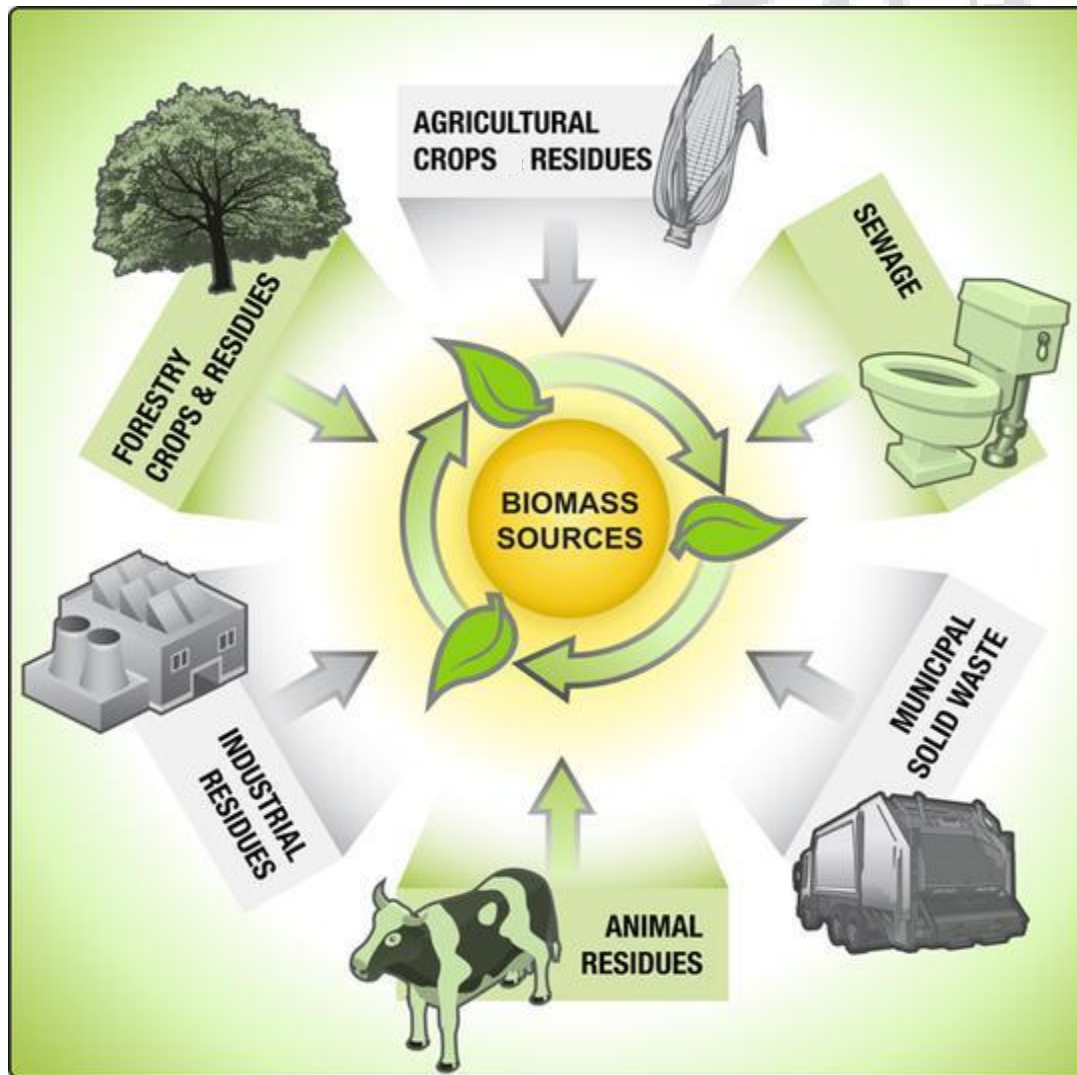 AGRICULTURAL
CROPS RESIDUES
SEWAGE
FORESTRY
CROPS & RESIDUES
BIOMASS
SOURCES
MUNICIPAL
SOLID WASTE
INDUSTRIAL
RESIDUES
ANIMAL
RESIDUES